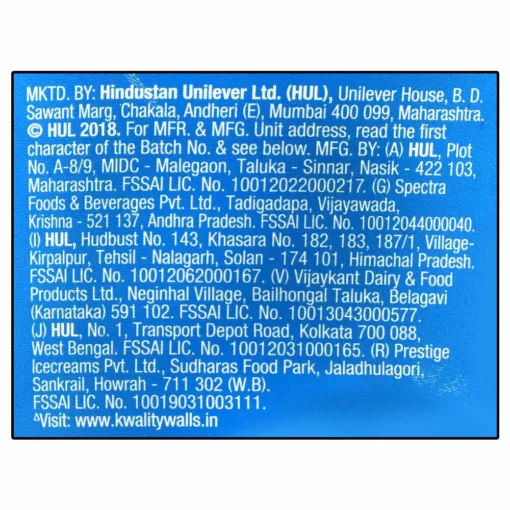 MKTD. BY: Hindustan Unilever Ltd. (HUL), Unilever House, B. D.
Sawant Marg, Chakala, Andheri (E), Mumbai 400 099, Maharashtra.
© HUL 2018. For MFR. & MFG. Unit address, read the first
character of the Batch No. & see below. MFG. BY: (A) HUL, Plot
No. A-8/9, MIDC - Malegaon, Taluka - Sinnar, Nasik - 422 103,
Maharashtra. FSSAI LIC. No. 10012022000217. (G) Spectra
Foods & Beverages Pvt. Ltd., Tadigadapa, Vijayawada,
Krishna - 521 137, Andhra Pradesh. FSSAI LIC. No. 10012044000040.
(I) HUL, Hudbust No. 143, Khasara No. 182, 183, 187/1, Village-
Kirpalpur, Tehsil - Nalagarh, Solan - 174 101, Himachal Pradesh.
FSSAI LIC. No. 10012062000167. (V) Vijaykant Dairy & Food
Products Ltd., Neginhal Village, Bailhongal Taluka, Belagavi
(Karnataka) 591 102. FSSAI LIC. No. 10013043000577.
(J) HUL, No. 1, Transport Depot Road, Kolkata 700 088,
West Bengal. FSSAI LIC. No. 10012031000165. (R) Prestige
Icecreams Pvt. Ltd., Sudharas Food Park, Jaladhulagori,
Sankrail, Howrah - 711 302 (W.B).
FSSAI LIC. No. 10019031003111.
^Visit: www.kwalitywalls.in